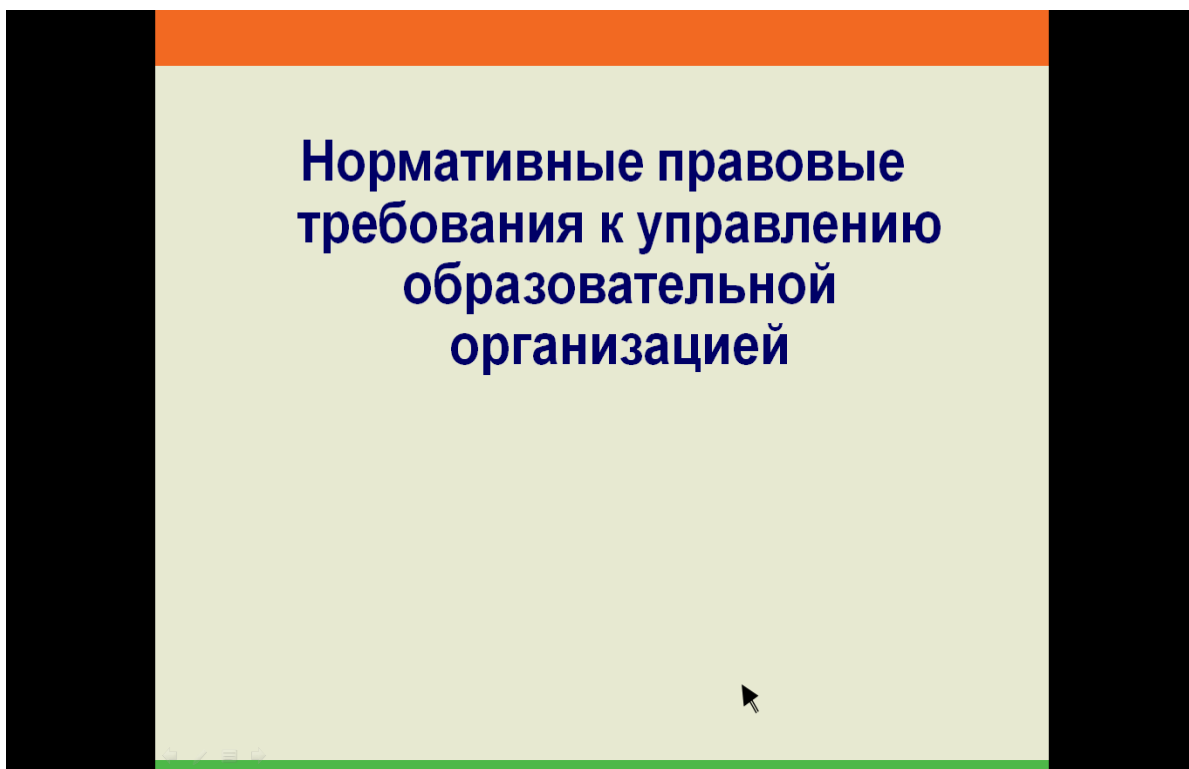 Нормативные правовые
требования к управлению
образовательной
организацией